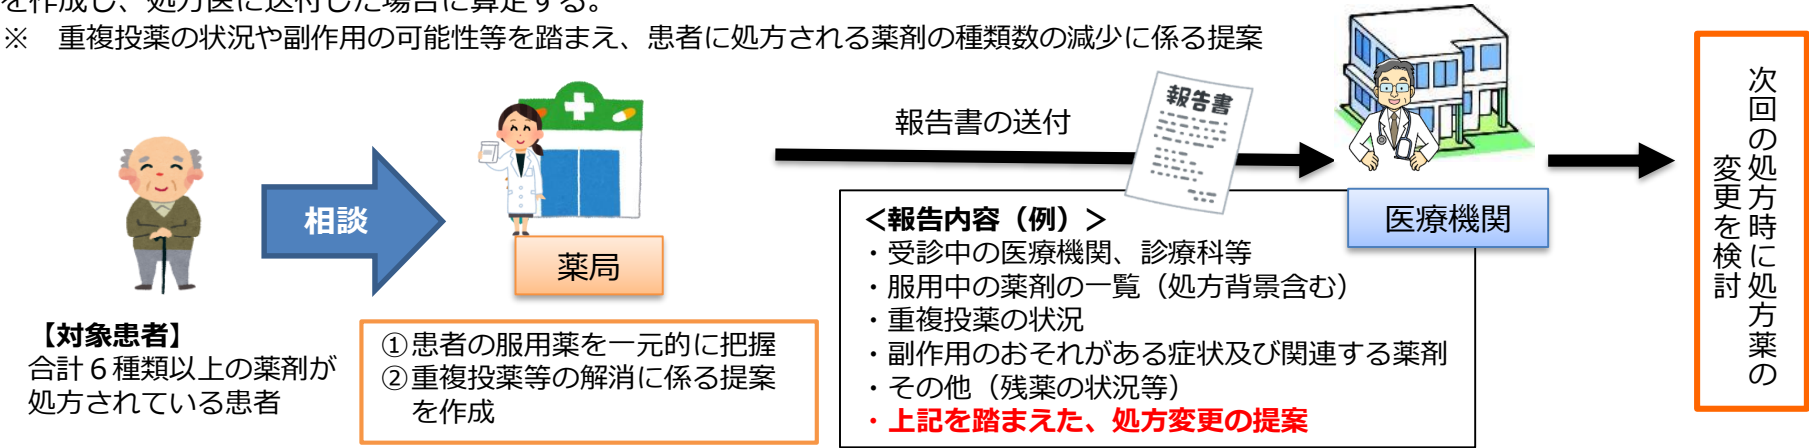 を作成し、処方医に送付した場合に算定する。
※　重複投薬の状況や副作用の可能性等を踏まえ、患者に処方される薬剤の種類数の減少に係る提案
相談
薬局
報告書の送付
報告書
医療機関
【対象患者】
合計６種類以上の薬剤が
処方されている患者
①患者の服用薬を一元的に把握
②重複投薬等の解消に係る提案
を作成
＜報告内容（例）＞
・受診中の医療機関、診療科等
・服用中の薬剤の一覧（処方背景含む）
・重複投薬の状況
・副作用のおそれがある症状及び関連する薬剤
・その他（残薬の状況等）
・上記を踏まえた、処方変更の提案
次回の処方時に処方薬の
変更を検討